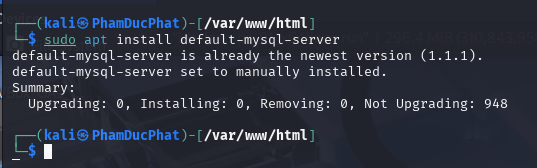 ┌──(kali㉿PhamDucPhat)-[/var/www/html]
└─$ sudo apt install default-mysql-server
default-mysql-server is already the newest version (1.1.1).
default-mysql-server set to manually installed.
Summary:
  Upgrading: 0, Installing: 0, Removing: 0, Not Upgrading: 948
┌──(kali㉿PhamDucPhat)-[/var/www/html]
└─$